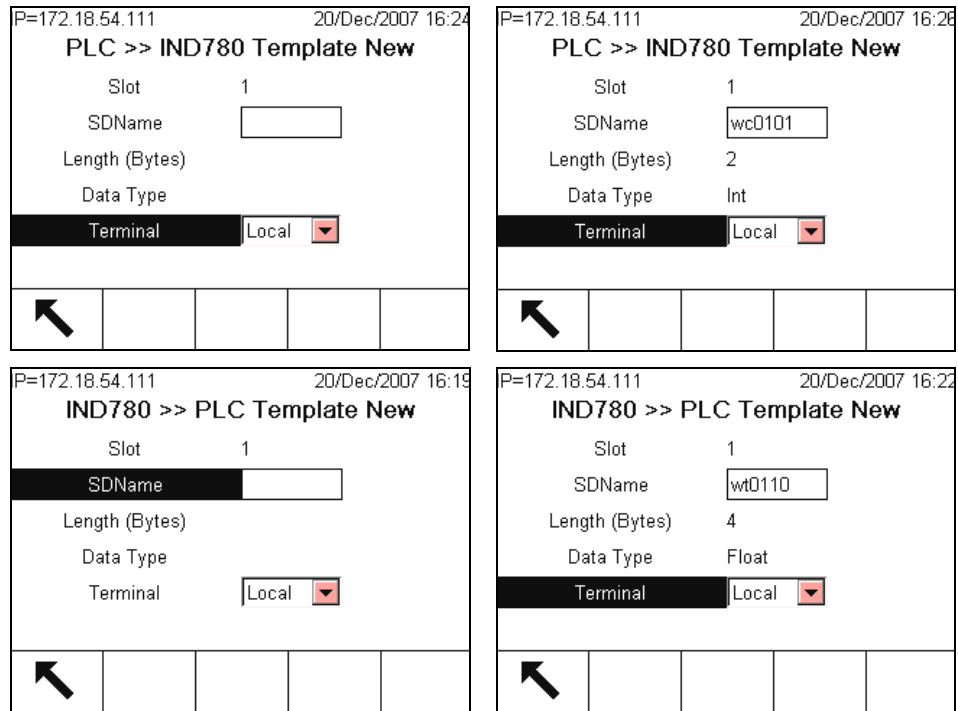 IP=172.18.54.111 20/Dec/2007 16:24
PLC >> IND780 Template New
Slot 1
SDName
Length (Bytes)
Data Type
Terminal Local
IP=172.18.54.111 20/Dec/2007 16:26
PLC >> IND780 Template New
Slot 1
SDName wc0101
Length (Bytes) 2
Data Type Int
Terminal Local
IP=172.18.54.111 20/Dec/2007 16:19
IND780 >> PLC Template New
Slot 1
SDName
Length (Bytes)
Data Type
Terminal Local
IP=172.18.54.111 20/Dec/2007 16:22
IND780 >> PLC Template New
Slot 1
SDName wt0110
Length (Bytes) 4
Data Type Float
Terminal Local